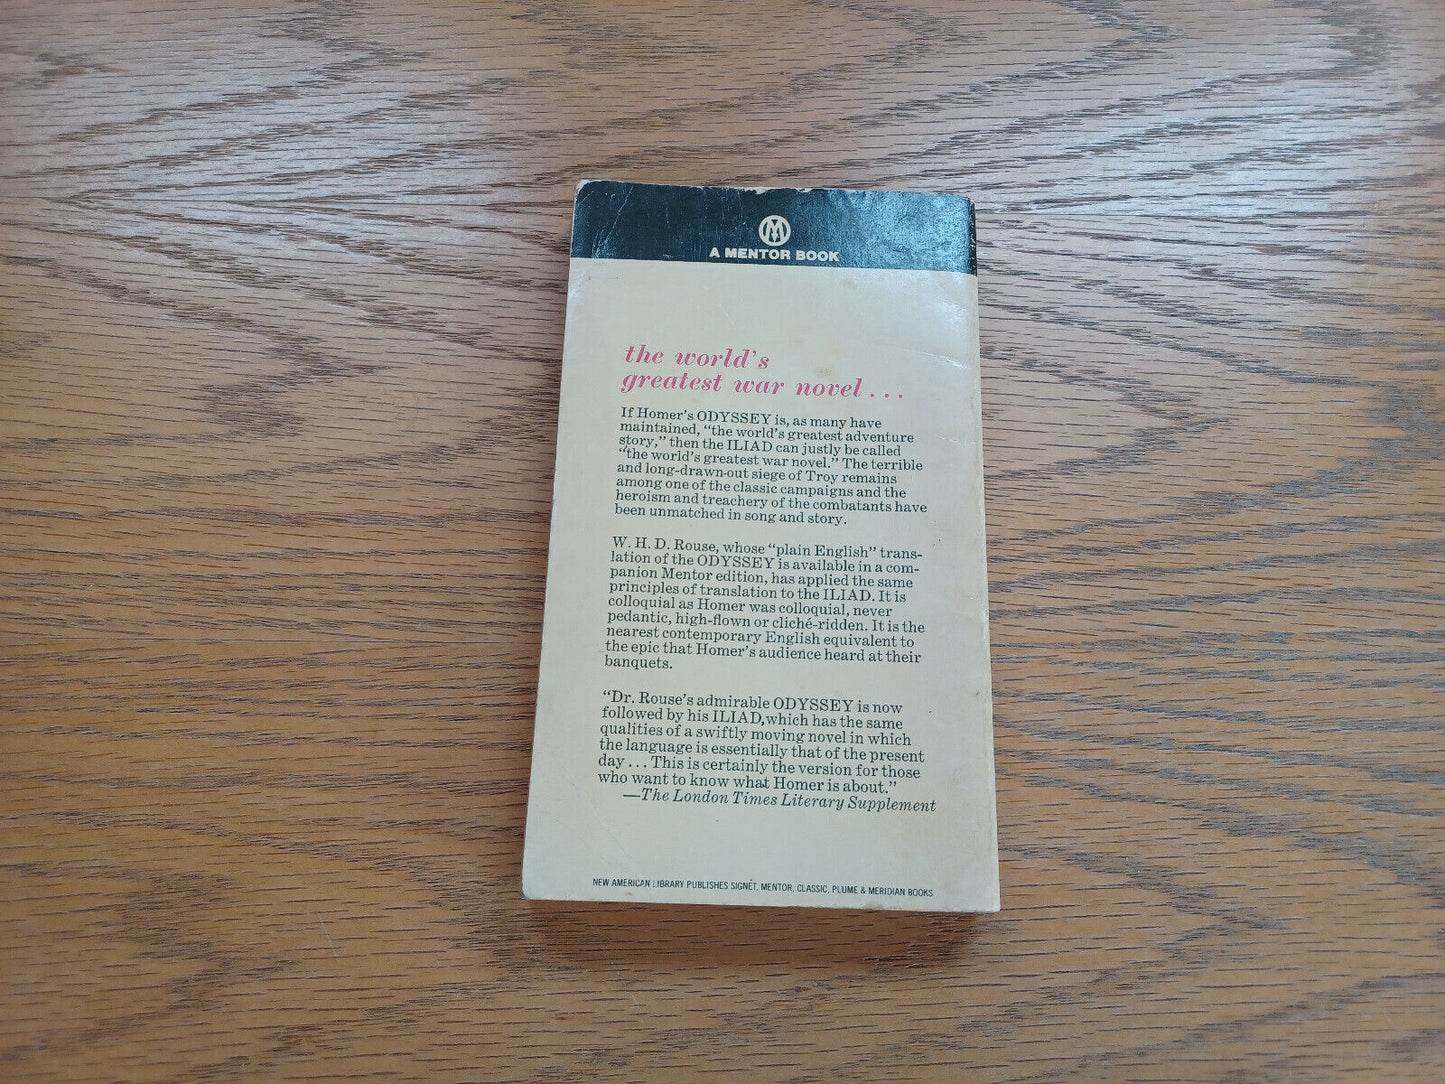 M
A MENTOR BOOK
the world's
greatest war novel . . .
If Homer's ODYSSEY is, as many have
maintained, “the world's greatest adventure
story,” then the ILIAD can justly be called
“the world's greatest war novel.” The terrible
and long-drawn-out siege of Troy remains
among one of the classic campaigns and the
heroism and treachery of the combatants have
been unmatched in song and story.
W. H. D. Rouse, whose “plain English” trans-
lation of the ODYSSEY is available in a com-
panion Mentor edition, has applied the same
principles of translation to the ILIAD. It is
colloquial as Homer was colloquial, never
pedantic, high-flown or cliché-ridden. It is the
nearest contemporary English equivalent to
the epic that Homer's audience heard at their
banquets.
“Dr. Rouse's admirable ODYSSEY is now
followed by his ILIAD, which has the same
qualities of a swiftly moving novel in which
the language is essentially that of the present
day . . . This is certainly the version for those
who want to know what Homer is about.”
—The London Times Literary Supplement
NEW AMERICAN LIBRARY PUBLISHES SIGNET, MENTOR, CLASSIC, PLUME & MERIDIAN BOOKS